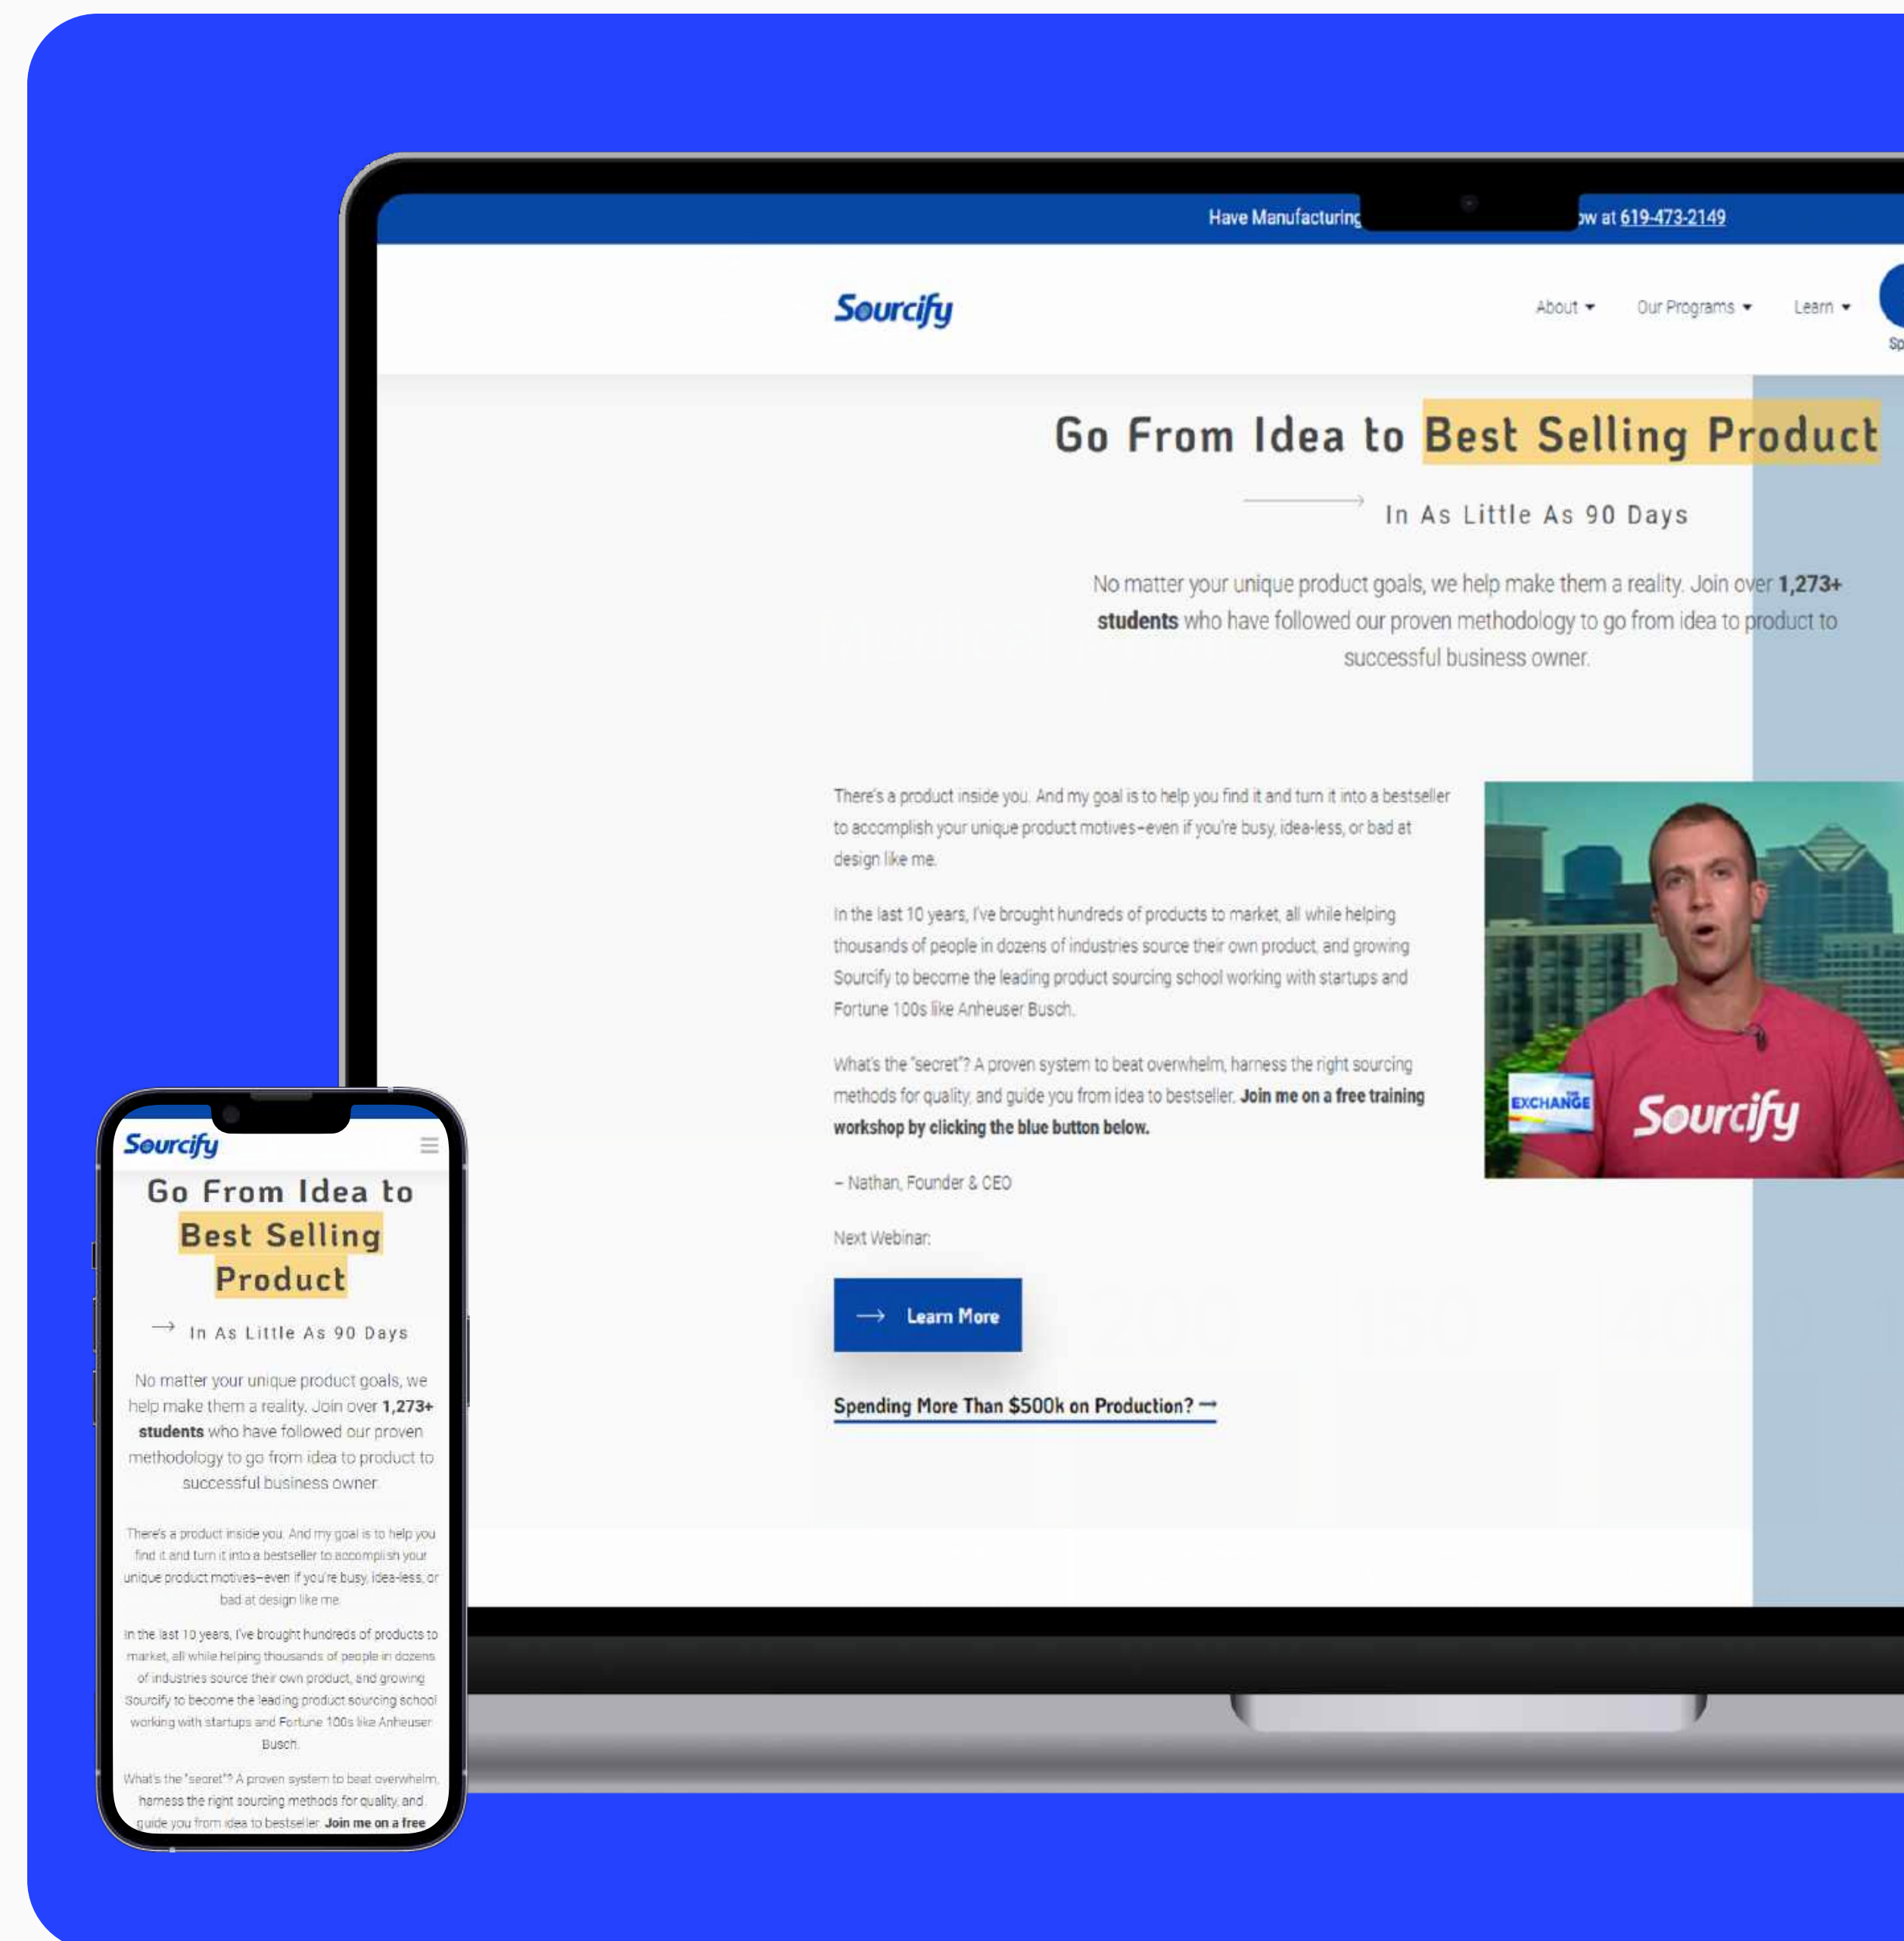 Have Manufacturing
at 619-473-2149
Sourcify
About
Our Programs
Learn
Go From Idea to Best Selling Product
In As Little As 90 Days
No matter your unique product goals, we help make them a reality. Join over 1,273+
students who have followed our proven methodology to go from idea to product to
successful business owner.
There's a product inside you. And my goal is to help you find it and turn it into a bestseller
to accomplish your unique product motives–even if you're busy, idea-less, or bad at
design like me.
In the last 10 years, I've brought hundreds of products to market, all while helping
thousands of people in dozens of industries source their own product, and growing
Sourcify to become the leading product sourcing school working with startups and
Fortune 100s like Anheuser Busch.
What's the "secret"? A proven system to beat overwhelm, harness the right sourcing
methods for quality, and guide you from idea to bestseller. Join me on a free training
workshop by clicking the blue button below.
– Nathan, Founder & CEO
Next Webinar:
→ Learn More
Spending More Than $500k on Production? →
THE
EXCHANGE
Sourcify
Sourcify
Go From Idea to
Best Selling
Product
→ In As Little As 90 Days
No matter your unique product goals, we
help make them a reality. Join over 1,273+
students who have followed our proven
methodology to go from idea to product to
successful business owner.
There's a product inside you. And my goal is to help you
find it and turn it into a bestseller to accomplish your
unique product motives–even if you're busy, idea-less, or
bad at design like me.
In the last 10 years, I've brought hundreds of products to
market, all while helping thousands of people in dozens
of industries source their own product, and growing
Sourcify to become the leading product sourcing school
working with startups and Fortune 100s like Anheuser
Busch.
What's the "secret"? A proven system to beat overwhelm,
harness the right sourcing methods for quality, and
guide you from idea to bestseller. Join me on a free